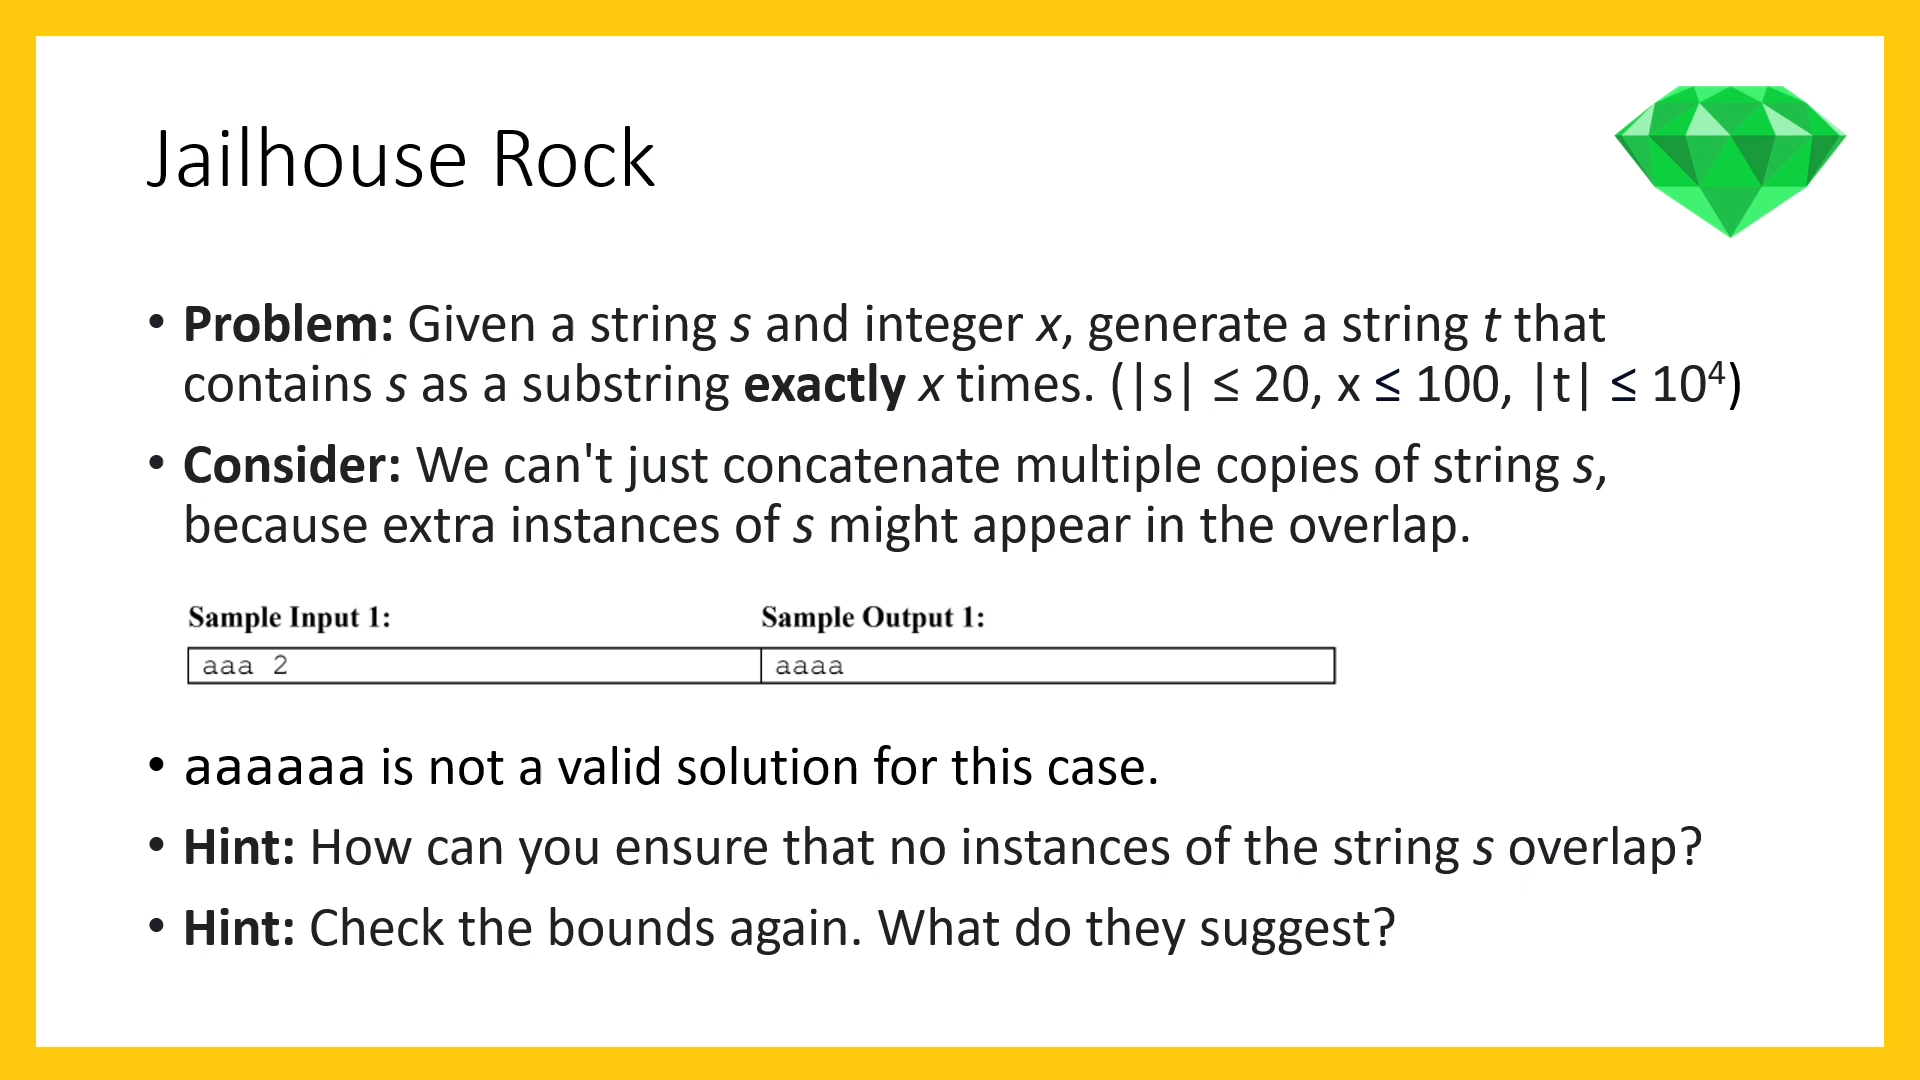 Jailhouse Rock
• Problem: Given a string s and integer x, generate a string t that
contains s as a substring exactly x times. (|s| ≤ 20, x ≤ 100, |t| ≤ 10⁴)
• Consider: We can't just concatenate multiple copies of string s,
because extra instances of s might appear in the overlap.
Sample Input 1: Sample Output 1:
aaa 2 aaaa
• aaaaaa is not a valid solution for this case.
• Hint: How can you ensure that no instances of the string s overlap?
• Hint: Check the bounds again. What do they suggest?